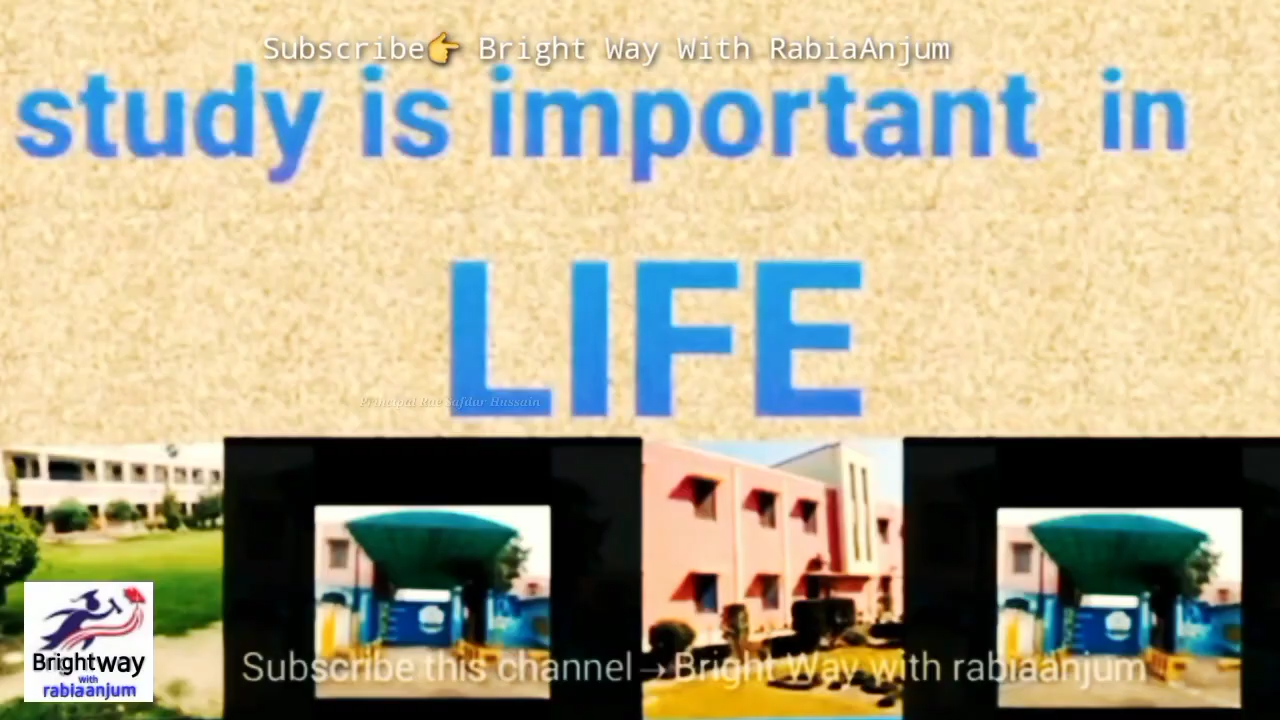 Subscribe👉 Bright Way With RabiaAnjum
study is important in
LIFE
Principal Rae Safdar Hussain
Subscribe this channel→Bright Way with rabiaanjum
Brightway
with
rabiaanjum